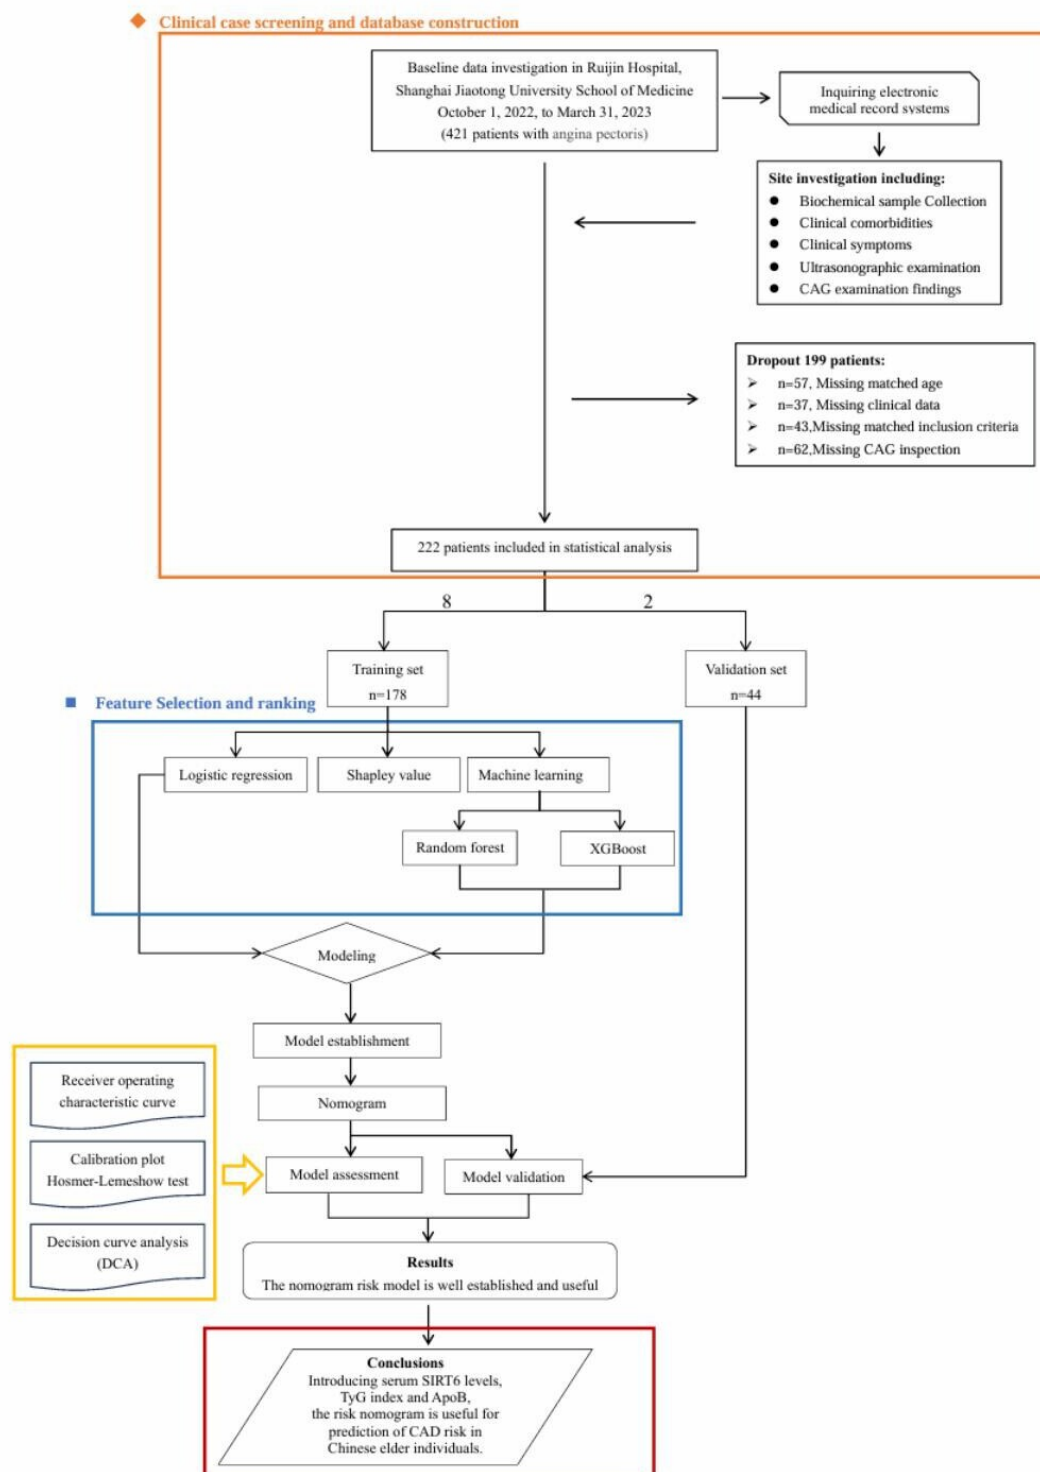 Clinical case screening and database construction
Baseline data investigation in Ruijin Hospital,
Shanghai Jiaotong University School of Medicine
October 1, 2022, to March 31, 2023
(421 patients with angina pectoris)
Inquiring electronic
medical record systems
Site investigation including:
Biochemical sample Collection
Clinical comorbidities
Clinical symptoms
Ultrasonographic examination
CAG examination findings
Dropout 199 patients:
n=57, Missing matched age
n=37, Missing clinical data
n=43,Missing matched inclusion criteria
n=62,Missing CAG inspection
222 patients included in statistical analysis
8
2
Training set
n=178
Validation set
n=44
Feature Selection and ranking
Logistic regression
Shapley value
Machine learning
Random forest
XGBoost
Modeling
Model establishment
Nomogram
Receiver operating
characteristic curve
Calibration plot
Hosmer-Lemeshow test
Decision curve analysis
(DCA)
Model assessment
Model validation
Results
The nomogram risk model is well established and useful
Conclusions
Introducing serum SIRT6 levels,
TyG index and ApoB,
the risk nomogram is useful for
prediction of CAD risk in
Chinese elder individuals.